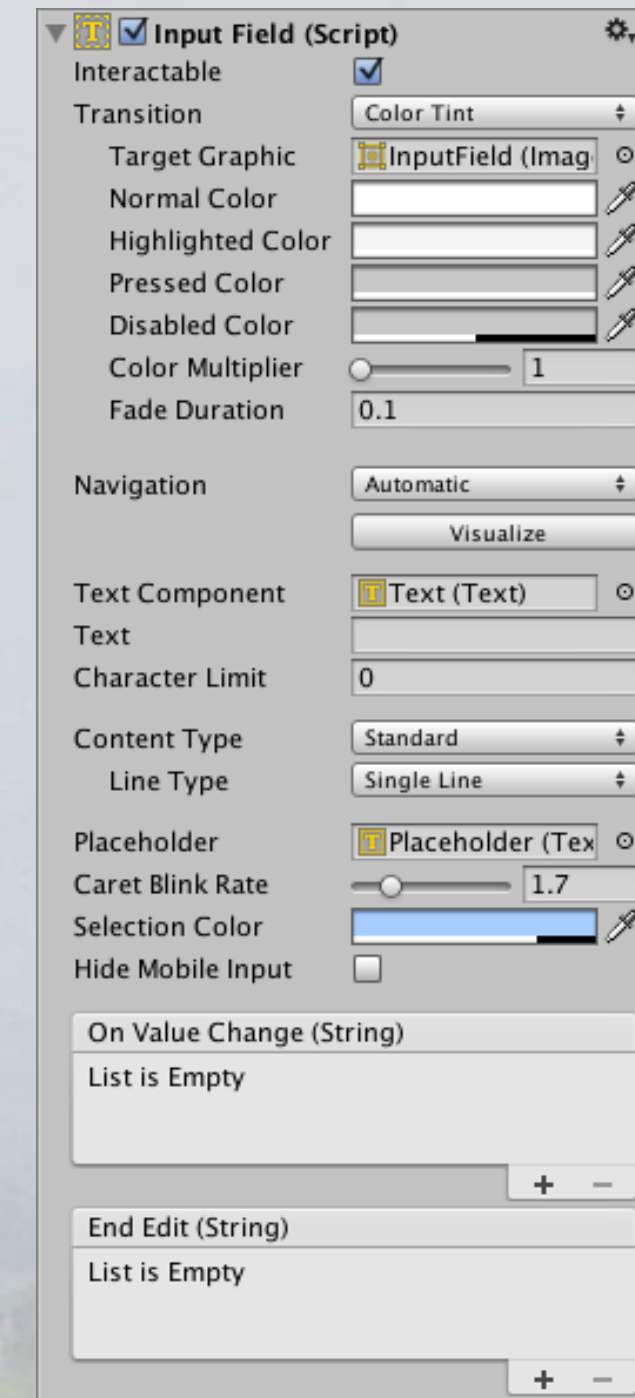 Input Field (Script)
Interactable
Transition Color Tint
Target Graphic InputField (Imag
Normal Color
Highlighted Color
Pressed Color
Disabled Color
Color Multiplier 1
Fade Duration 0.1
Navigation Automatic
Visualize
Text Component Text (Text)
Text
Character Limit 0
Content Type Standard
Line Type Single Line
Placeholder Placeholder (Tex
Caret Blink Rate 1.7
Selection Color
Hide Mobile Input
On Value Change (String)
List is Empty
+ −
End Edit (String)
List is Empty
+ −